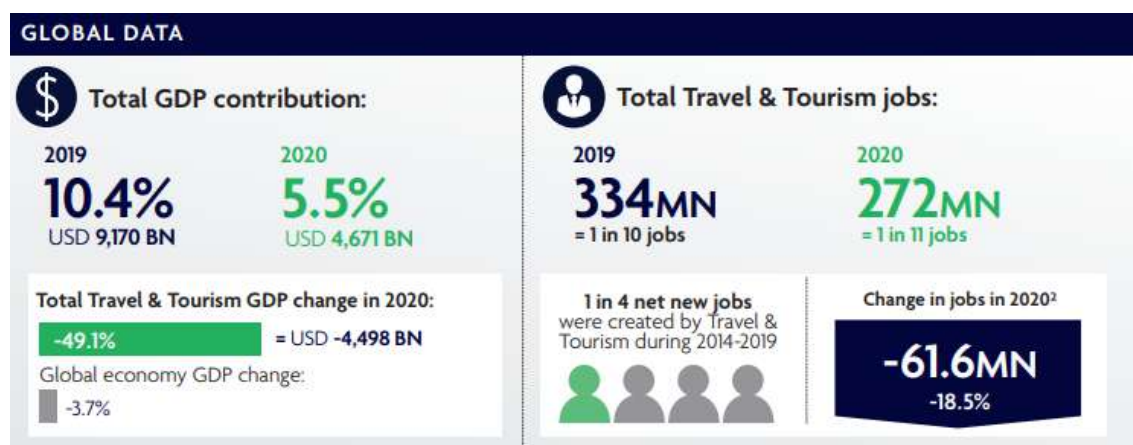 GLOBAL DATA
$
Total GDP contribution:
2019
10.4%
USD 9,170 BN
2020
5.5%
USD 4,671 BN
Total Travel & Tourism GDP change in 2020:
-49.1%
= USD -4,498 BN
Global economy GDP change:
-3.7%
Total Travel & Tourism jobs:
2019
334MN
= 1 in 10 jobs
2020
272MN
= 1 in 11 jobs
1 in 4 net new jobs
were created by Travel &
Tourism during 2014-2019
Change in jobs in 2020²
-61.6MN
-18.5%